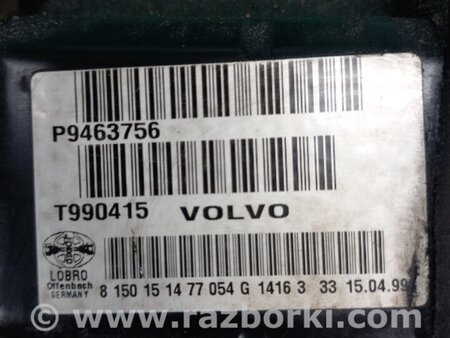 P9463756
T990415 VOLVO
LOBRO
Offenbach
GERMANY
8 150 15 14 77 054 G 1416 3 33 15.04.99
www.razborki.com